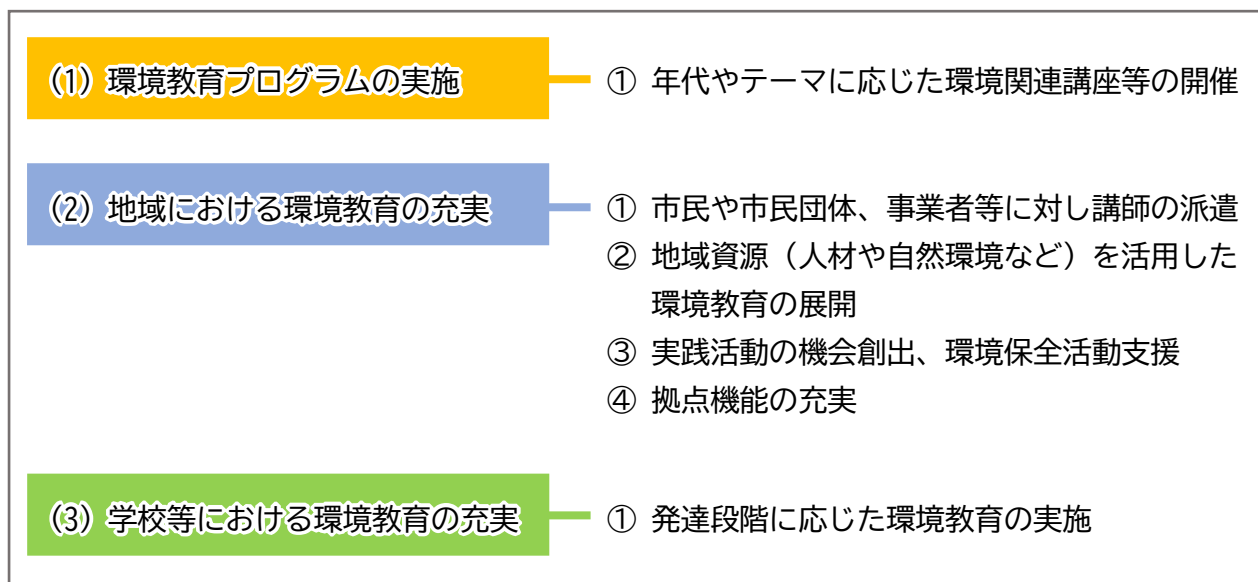 (1) 環境教育プログラムの実施
① 年代やテーマに応じた環境関連講座等の開催
(2) 地域における環境教育の充実
① 市民や市民団体、事業者等に対し講師の派遣
② 地域資源（人材や自然環境など）を活用した
環境教育の展開
③ 実践活動の機会創出、環境保全活動支援
④ 拠点機能の充実
(3) 学校等における環境教育の充実
① 発達段階に応じた環境教育の実施